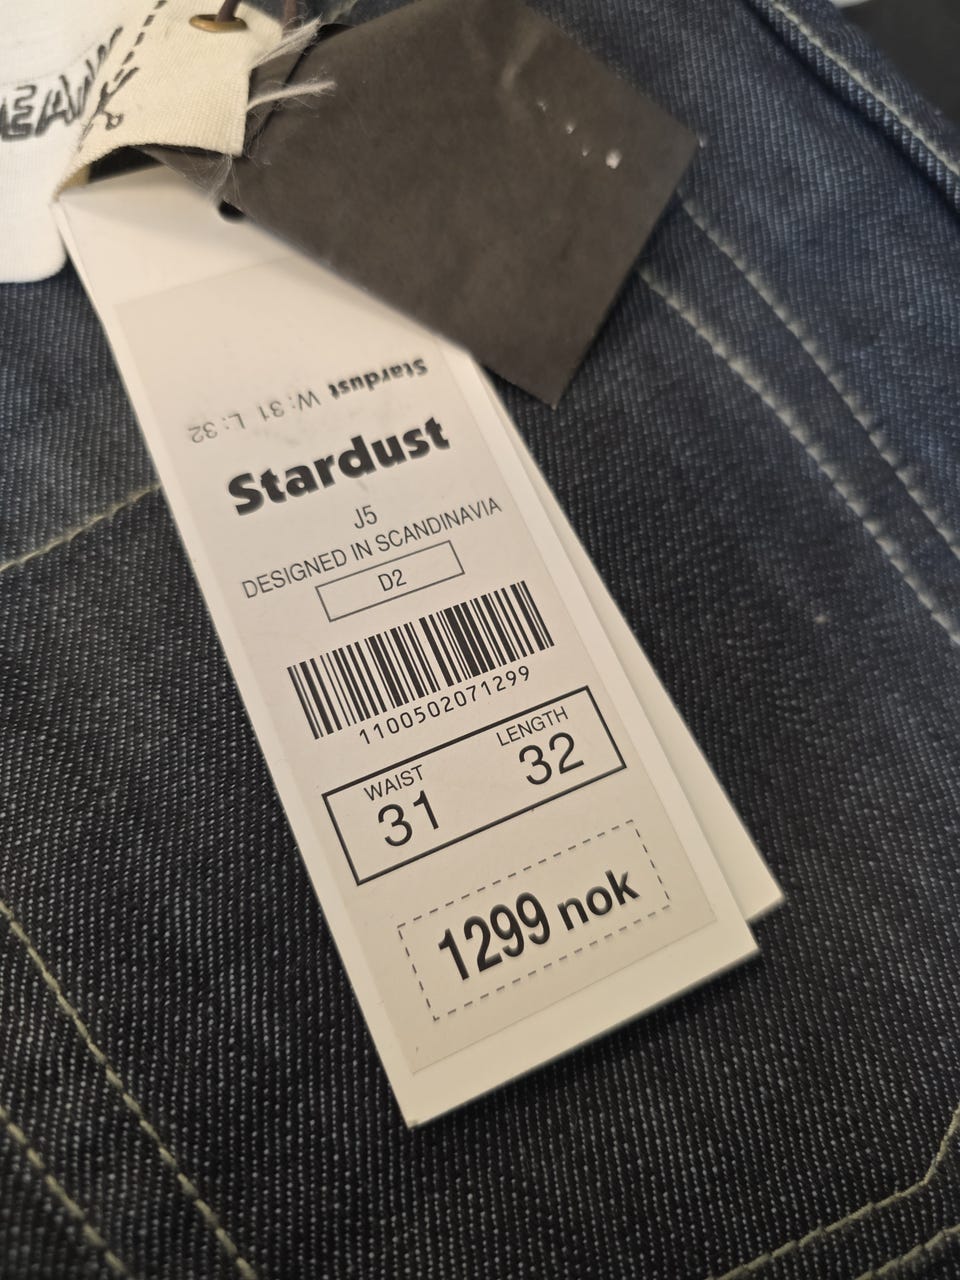 Stardust W: 31 L: 32
Stardust
J5
DESIGNED IN SCANDINAVIA
D2
1100502071299
WAIST LENGTH
31 32
1299 nok